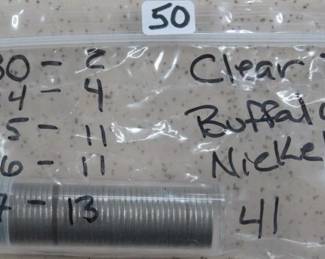 50
30 - 2 Clear
4 - 4
5 - 11 Buffalo
6 - 11 Nickel
7 - 13 41